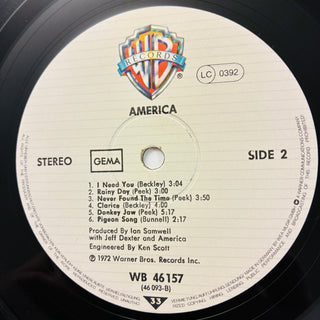 WB
RECORDS
LC 0392
AMERICA
STEREO
GEMA
SIDE 2
1. I Need You (Beckley) 3:04
2. Rainy Day (Peek) 3:00
3. Never Found The Time (Peek) 3:50
4. Clarice (Beckley) 4:00
5. Donkey Jaw (Peek) 5:17
6. Pigeon Song (Bunnell) 2:17
Produced by Ian Samwell
with Jeff Dexter and America
Engineered By Ken Scott
℗ 1972 Warner Bros. Records Inc.
WB 46 157
(46 093-B)
33